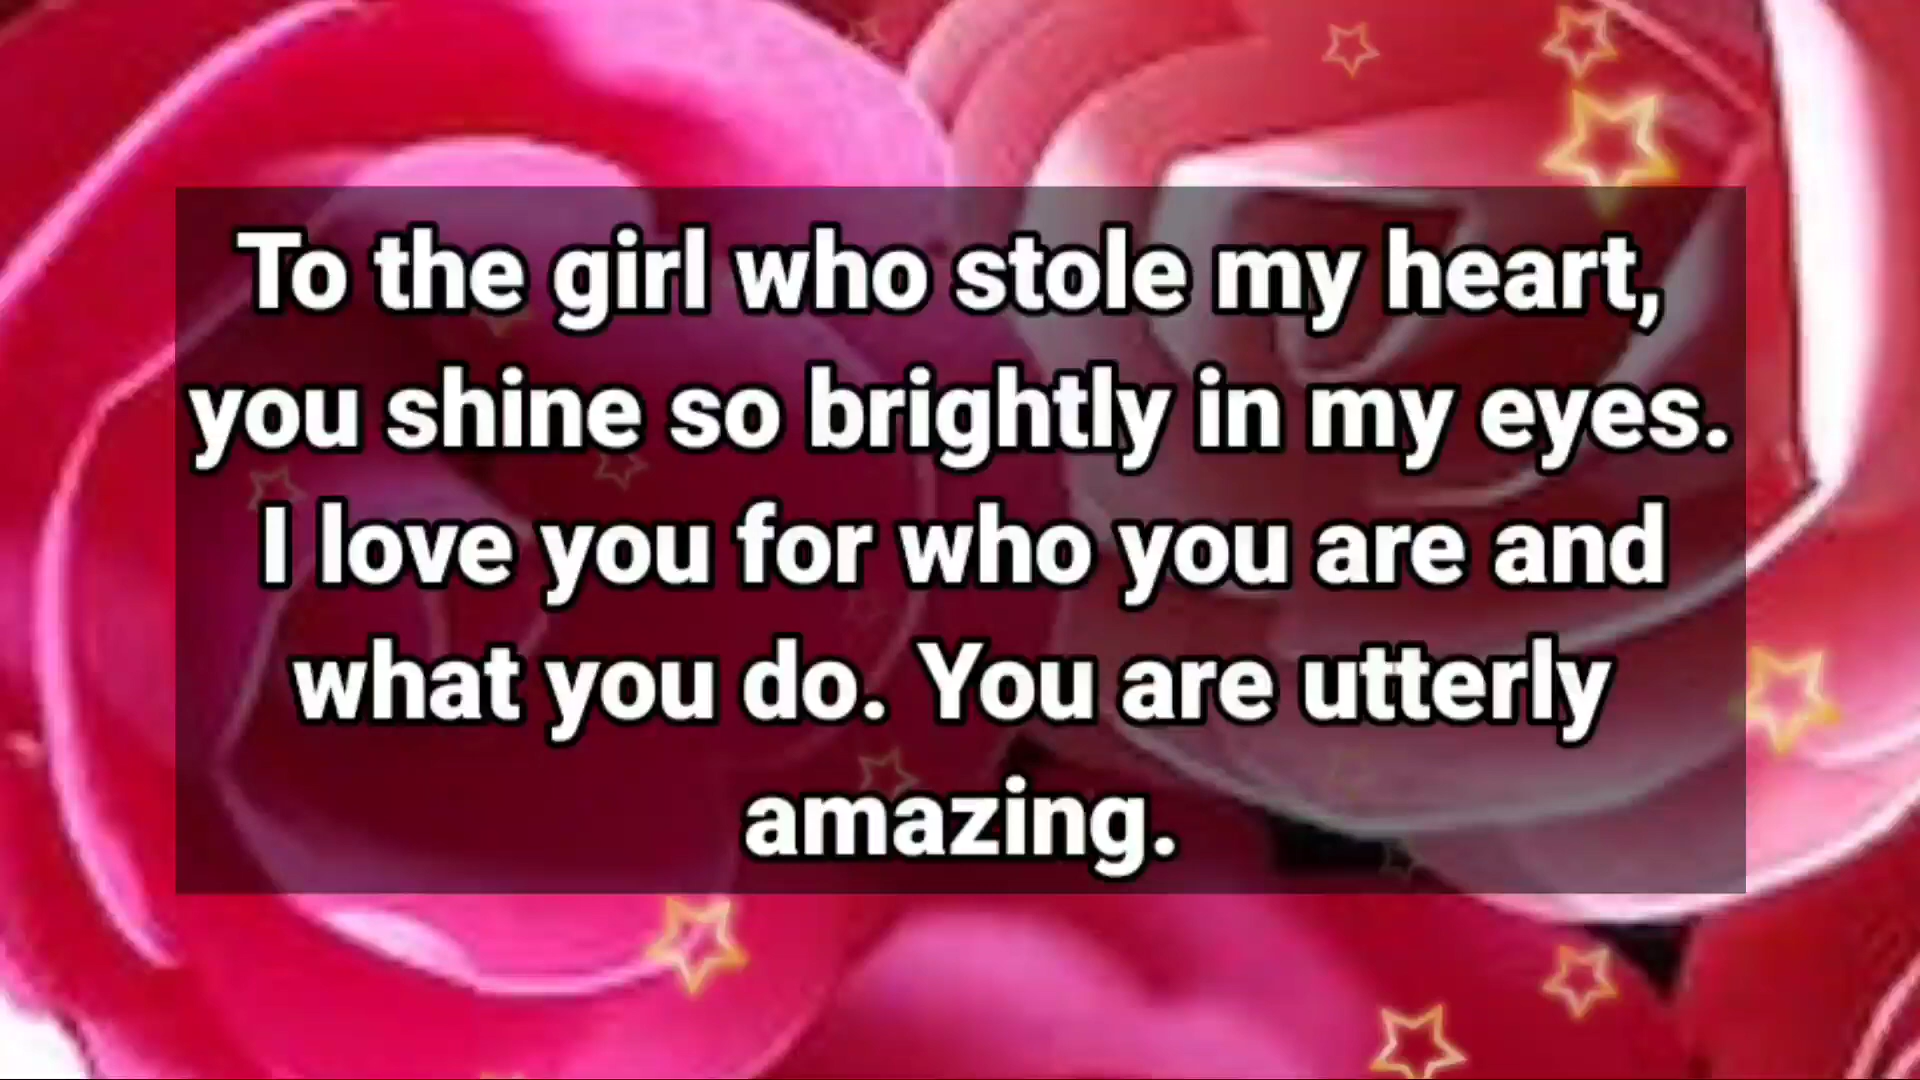 To the girl who stole my heart,
you shine so brightly in my eyes.
I love you for who you are and
what you do. You are utterly
amazing.